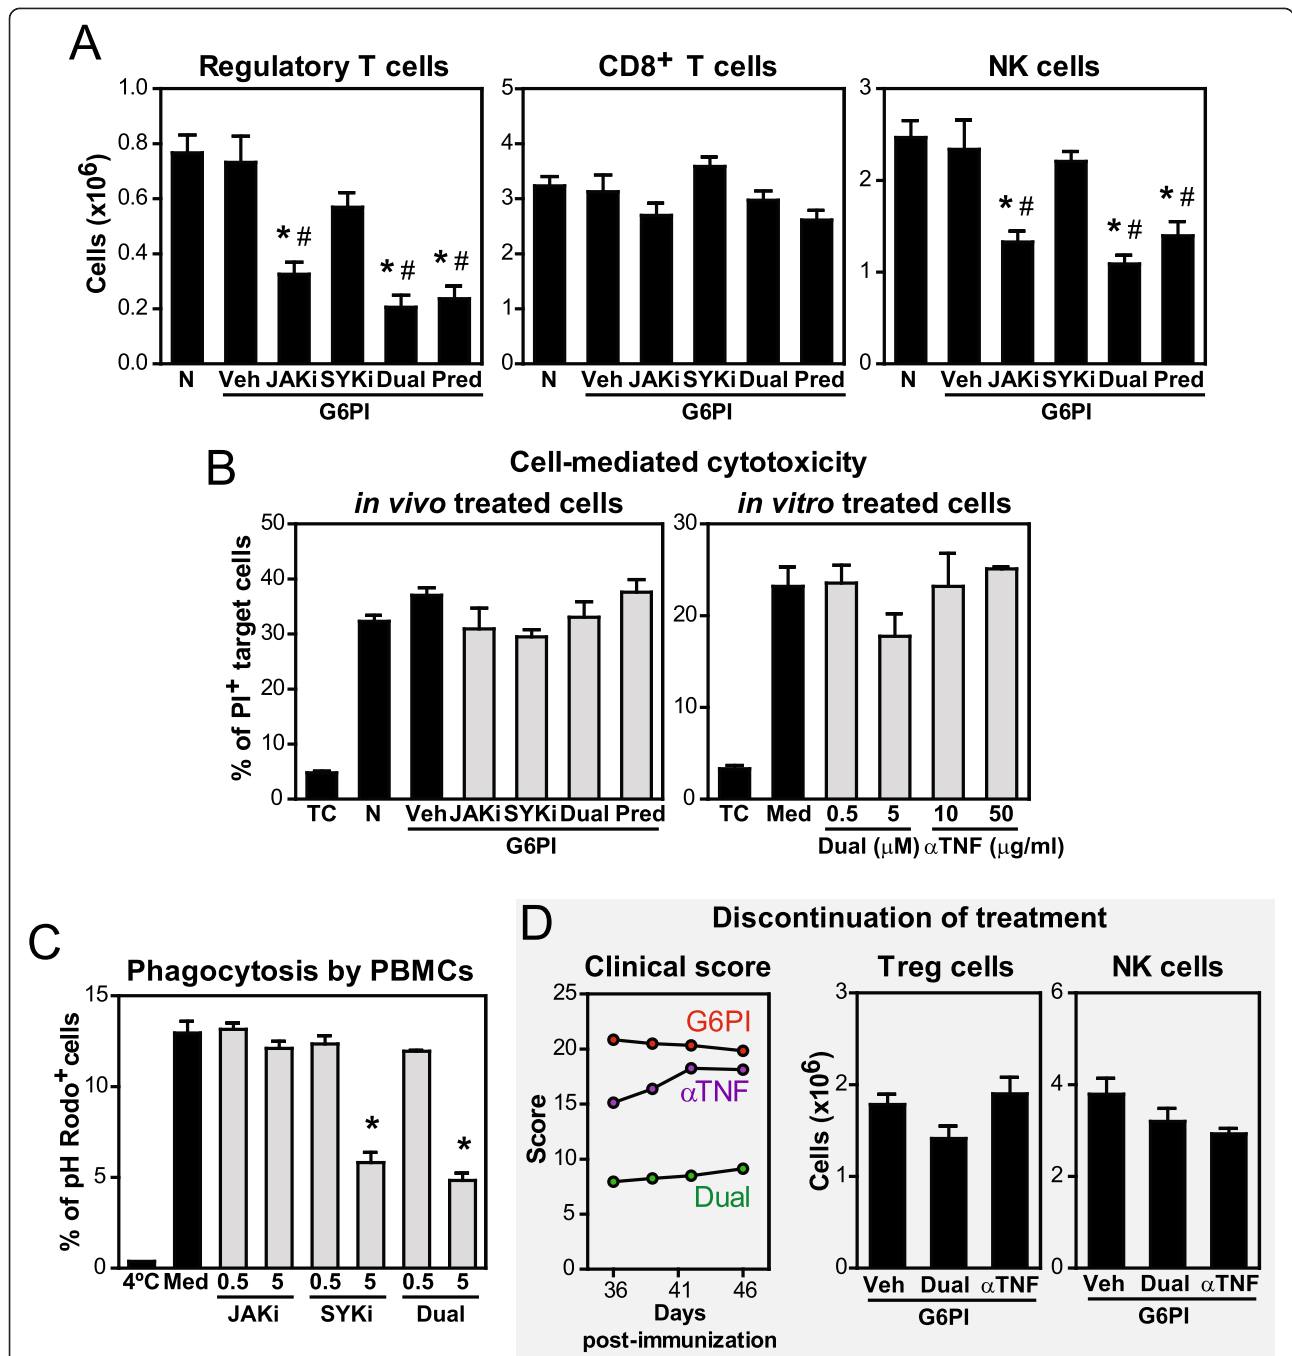 A
Regulatory T cells
CD8+ T cells
NK cells
Cells (x106)
1.0
0.8
0.6
0.4
0.2
0.0
* #
* #
* #
N Veh JAKi SYKi Dual Pred
G6PI
5
4
3
2
1
0
N Veh JAKi SYKi Dual Pred
G6PI
3
2
1
0
* #
* #
* #
N Veh JAKi SYKi Dual Pred
G6PI
B
Cell-mediated cytotoxicity
in vivo treated cells
in vitro treated cells
% of PI+ target cells
50
40
30
20
10
0
TC N Veh JAKi SYKi Dual Pred
G6PI
30
20
10
0
TC Med 0.5 5 10 50
Dual (μM) αTNF (μg/ml)
C
Phagocytosis by PBMCs
% of pH Rodo+ cells
15
10
5
0
*
*
4ºC Med 0.5 5 0.5 5 0.5 5
JAKi SYKi Dual
D
Discontinuation of treatment
Clinical score
Treg cells
NK cells
Score
25
20
15
10
5
0
G6PI
αTNF
Dual
36 41 46
Days
post-immunization
Cells (x106)
3
2
1
0
Veh Dual αTNF
G6PI
6
4
2
0
Veh Dual αTNF
G6PI